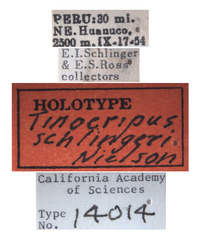 PERU:30 mi.
NE. Huanuco,
2500 m. IX-17-54
E.I.Schlinger
& E.S.Ross
collectors
HOLOTYPE
Tinocripus
schlingeri
Nielson
California Academy
of Sciences
Type
No. 14014